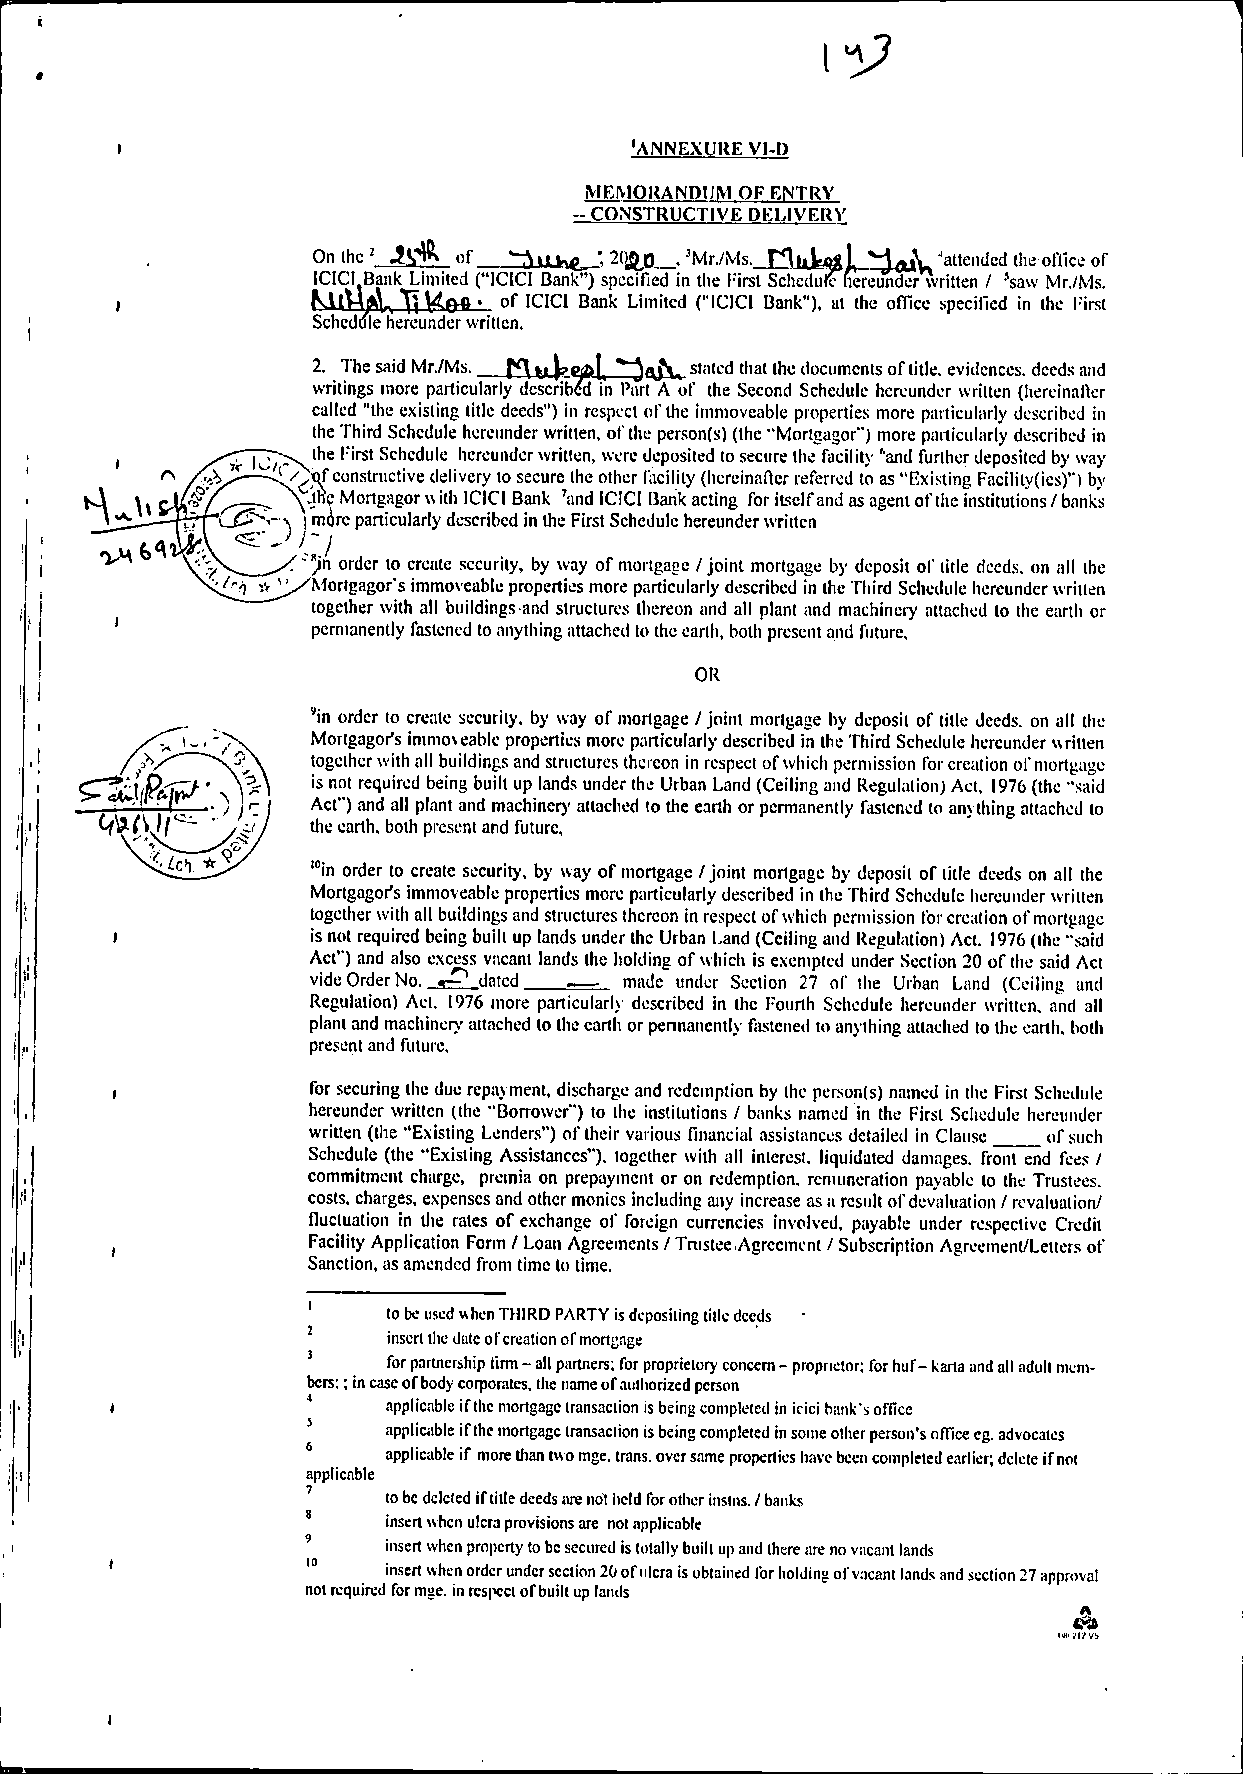 143
¹ANNEXURE VI-D
MEMORANDUM OF ENTRY
-- CONSTRUCTIVE DELIVERY
On the ² 25th of June ; 2020 , ³Mr./Ms. Mukesh Jain ⁴attended the office of
ICICI Bank Limited ("ICICI Bank") specified in the First Schedule hereunder written / ⁵saw Mr./Ms.
Tikoo. of ICICI Bank Limited ("ICICI Bank"), at the office specified in the First
Schedule hereunder written.
2. The said Mr./Ms. Mukesh Jain stated that the documents of title, evidences, deeds and
writings more particularly described in Part A of the Second Schedule hereunder written (hereinafter
called "the existing title deeds") in respect of the immoveable properties more particularly described in
the Third Schedule hereunder written, of the person(s) (the "Mortgagor") more particularly described in
the First Schedule hereunder written, were deposited to secure the facility ⁶and further deposited by way
of constructive delivery to secure the other facility (hereinafter referred to as "Existing Facility(ies)") by
the Mortgagor with ICICI Bank ⁷and ICICI Bank acting for itself and as agent of the institutions / banks
more particularly described in the First Schedule hereunder written
246928
⁸in order to create security, by way of mortgage / joint mortgage by deposit of title deeds, on all the
Mortgagor's immoveable properties more particularly described in the Third Schedule hereunder written
together with all buildings and structures thereon and all plant and machinery attached to the earth or
permanently fastened to anything attached to the earth, both present and future,
OR
⁹in order to create security, by way of mortgage / joint mortgage by deposit of title deeds, on all the
Mortgagor's immoveable properties more particularly described in the Third Schedule hereunder written
together with all buildings and structures thereon in respect of which permission for creation of mortgage
is not required being built up lands under the Urban Land (Ceiling and Regulation) Act, 1976 (the "said
Act") and all plant and machinery attached to the earth or permanently fastened to anything attached to
the earth, both present and future,
¹⁰in order to create security, by way of mortgage / joint mortgage by deposit of title deeds on all the
Mortgagor's immoveable properties more particularly described in the Third Schedule hereunder written
together with all buildings and structures thereon in respect of which permission for creation of mortgage
is not required being built up lands under the Urban Land (Ceiling and Regulation) Act, 1976 (the "said
Act") and also excess vacant lands the holding of which is exempted under Section 20 of the said Act
vide Order No. ____ dated ____ made under Section 27 of the Urban Land (Ceiling and
Regulation) Act, 1976 more particularly described in the Fourth Schedule hereunder written, and all
plant and machinery attached to the earth or permanently fastened to anything attached to the earth, both
present and future,
for securing the due repayment, discharge and redemption by the person(s) named in the First Schedule
hereunder written (the "Borrower") to the institutions / banks named in the First Schedule hereunder
written (the "Existing Lenders") of their various financial assistances detailed in Clause ____ of such
Schedule (the "Existing Assistances"), together with all interest, liquidated damages, front end fees /
commitment charge, premia on prepayment or on redemption, remuneration payable to the Trustees,
costs, charges, expenses and other monies including any increase as a result of devaluation / revaluation/
fluctuation in the rates of exchange of foreign currencies involved, payable under respective Credit
Facility Application Form / Loan Agreements / Trustee Agreement / Subscription Agreement/Letters of
Sanction, as amended from time to time.
1 to be used when THIRD PARTY is depositing title deeds
2 insert the date of creation of mortgage
3 for partnership firm – all partners; for proprietory concern – proprietor; for huf – karta and all adult mem-
bers; ; in case of body corporates, the name of authorized person
4 applicable if the mortgage transaction is being completed in icici bank's office
5 applicable if the mortgage transaction is being completed in some other person's office eg. advocates
6 applicable if more than two mge. trans. over same properties have been completed earlier; delete if not
applicable
7 to be deleted if title deeds are not held for other instns. / banks
8 insert when ulcra provisions are not applicable
9 insert when property to be secured is totally built up and there are no vacant lands
10 insert when order under section 20 of ulcra is obtained for holding of vacant lands and section 27 approval
not required for mge. in respect of built up lands